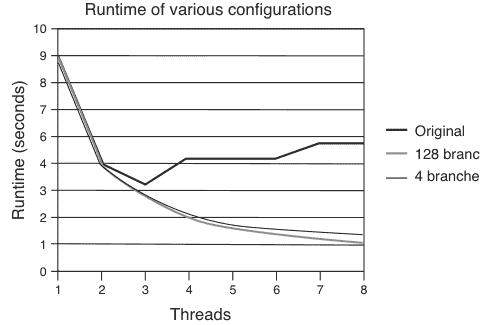 Runtime of various configurations
10
9
8
7
6
5
4
3
2
1
0
Runtime (seconds)
1 2 3 4 5 6 7 8
Threads
Original
128 branc
4 branche